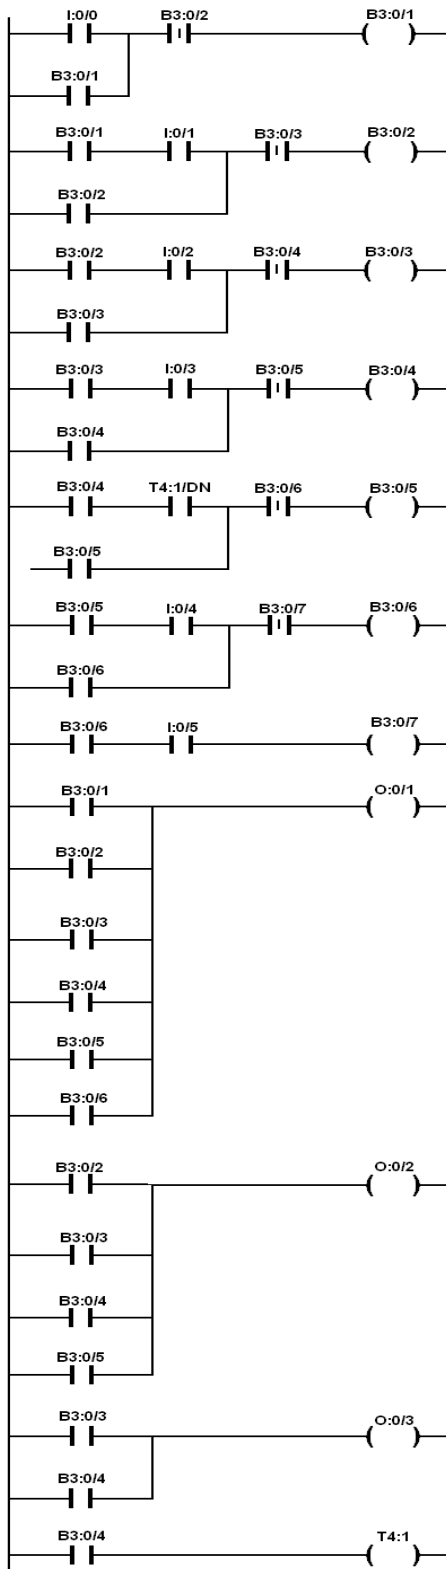 I:0/0 B3:0/2 B3:0/1
B3:0/1
B3:0/1 I:0/1 B3:0/3 B3:0/2
B3:0/2
B3:0/2 I:0/2 B3:0/4 B3:0/3
B3:0/3
B3:0/3 I:0/3 B3:0/5 B3:0/4
B3:0/4
B3:0/4 T4:1/DN B3:0/6 B3:0/5
B3:0/5
B3:0/5 I:0/4 B3:0/7 B3:0/6
B3:0/6
B3:0/6 I:0/5 B3:0/7
B3:0/1 O:0/1
B3:0/2
B3:0/3
B3:0/4
B3:0/5
B3:0/6
B3:0/2 O:0/2
B3:0/3
B3:0/4
B3:0/5
B3:0/3 O:0/3
B3:0/4
B3:0/4 T4:1